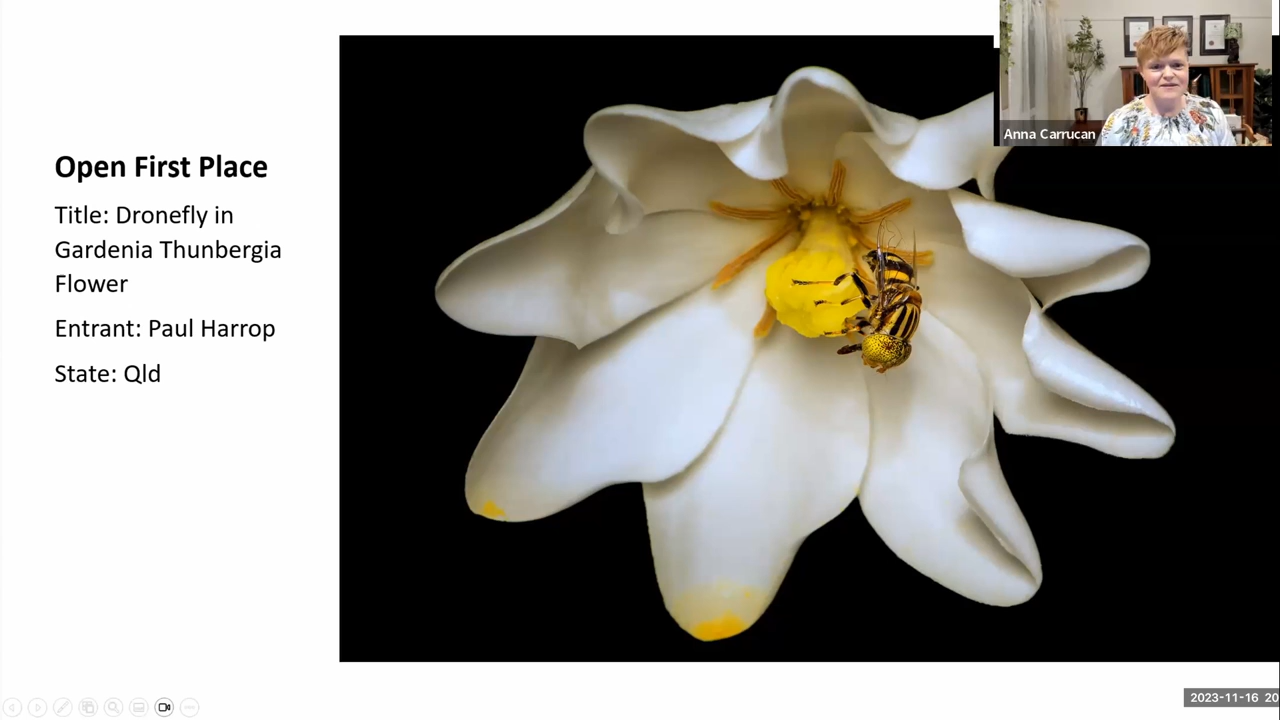 Open First Place
Title: Dronefly in
Gardenia Thunbergia
Flower
Entrant: Paul Harrop
State: Qld
Anna Carrucan
2023-11-16 20